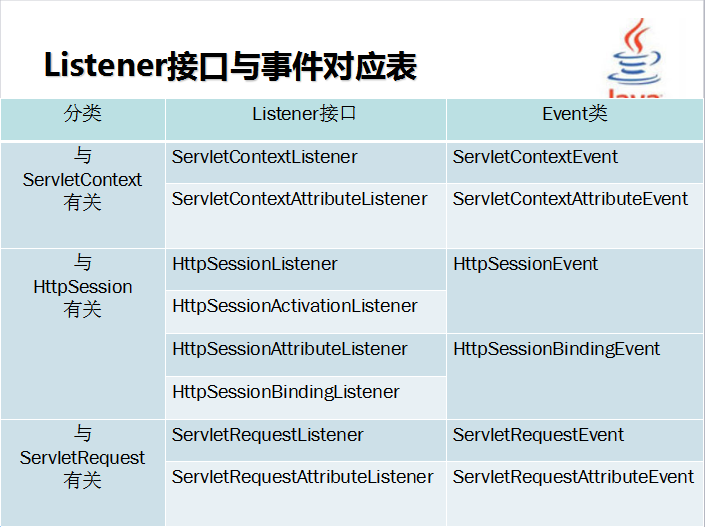 Listener接口与事件对应表
Java
分类 Listener接口 Event类
与
ServletContext
有关
ServletContextListener ServletContextEvent
ServletContextAttributeListener ServletContextAttributeEvent
与
HttpSession
有关
HttpSessionListener HttpSessionEvent
HttpSessionActivationListener
HttpSessionAttributeListener HttpSessionBindingEvent
HttpSessionBindingListener
与
ServletRequest
有关
ServletRequestListener ServletRequestEvent
ServletRequestAttributeListener ServletRequestAttributeEvent